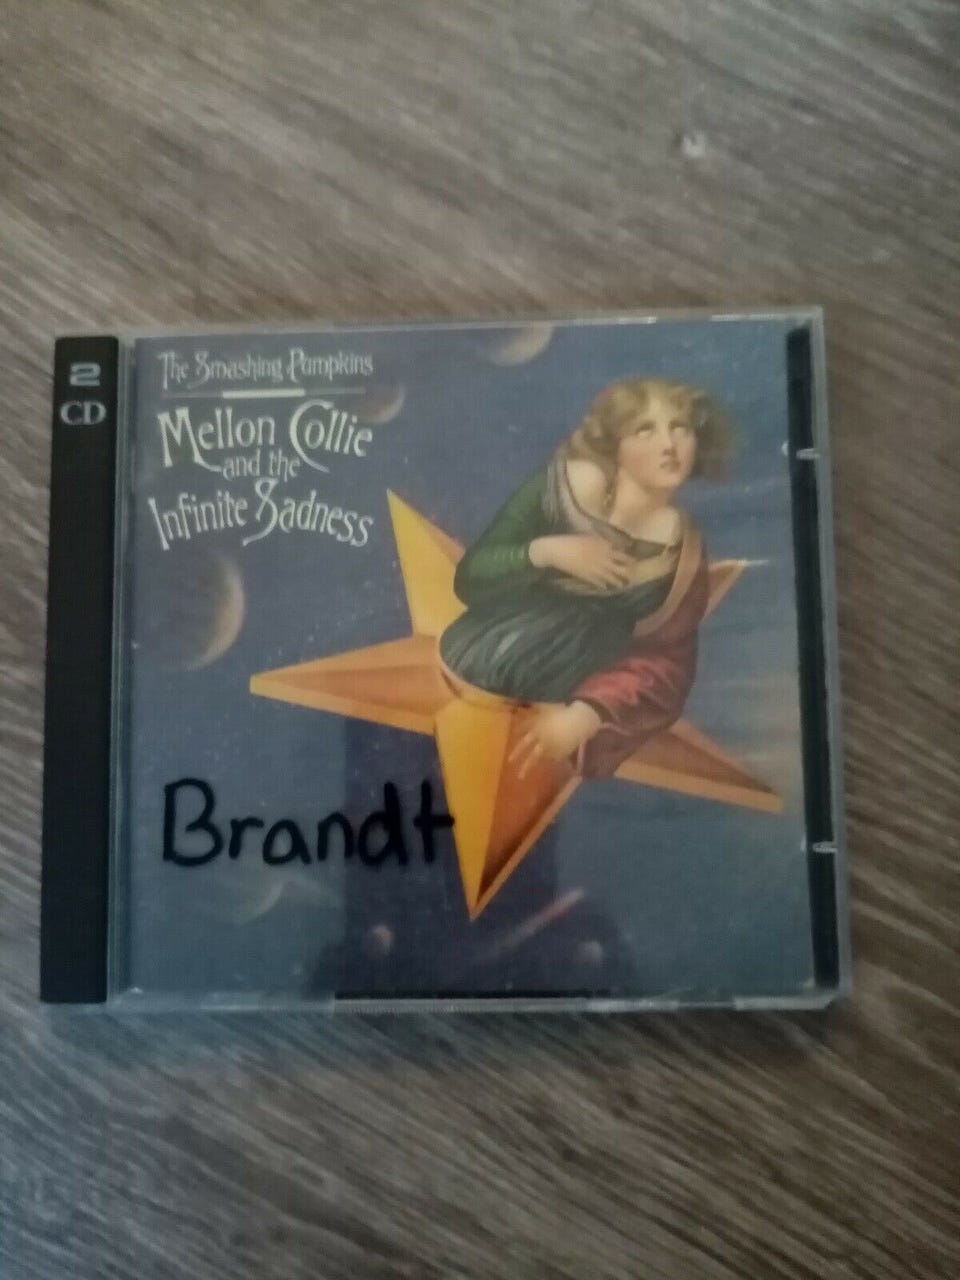 2
CD
The Smashing Pumpkins
Mellon Collie
and the
Infinite Sadness
Brandt